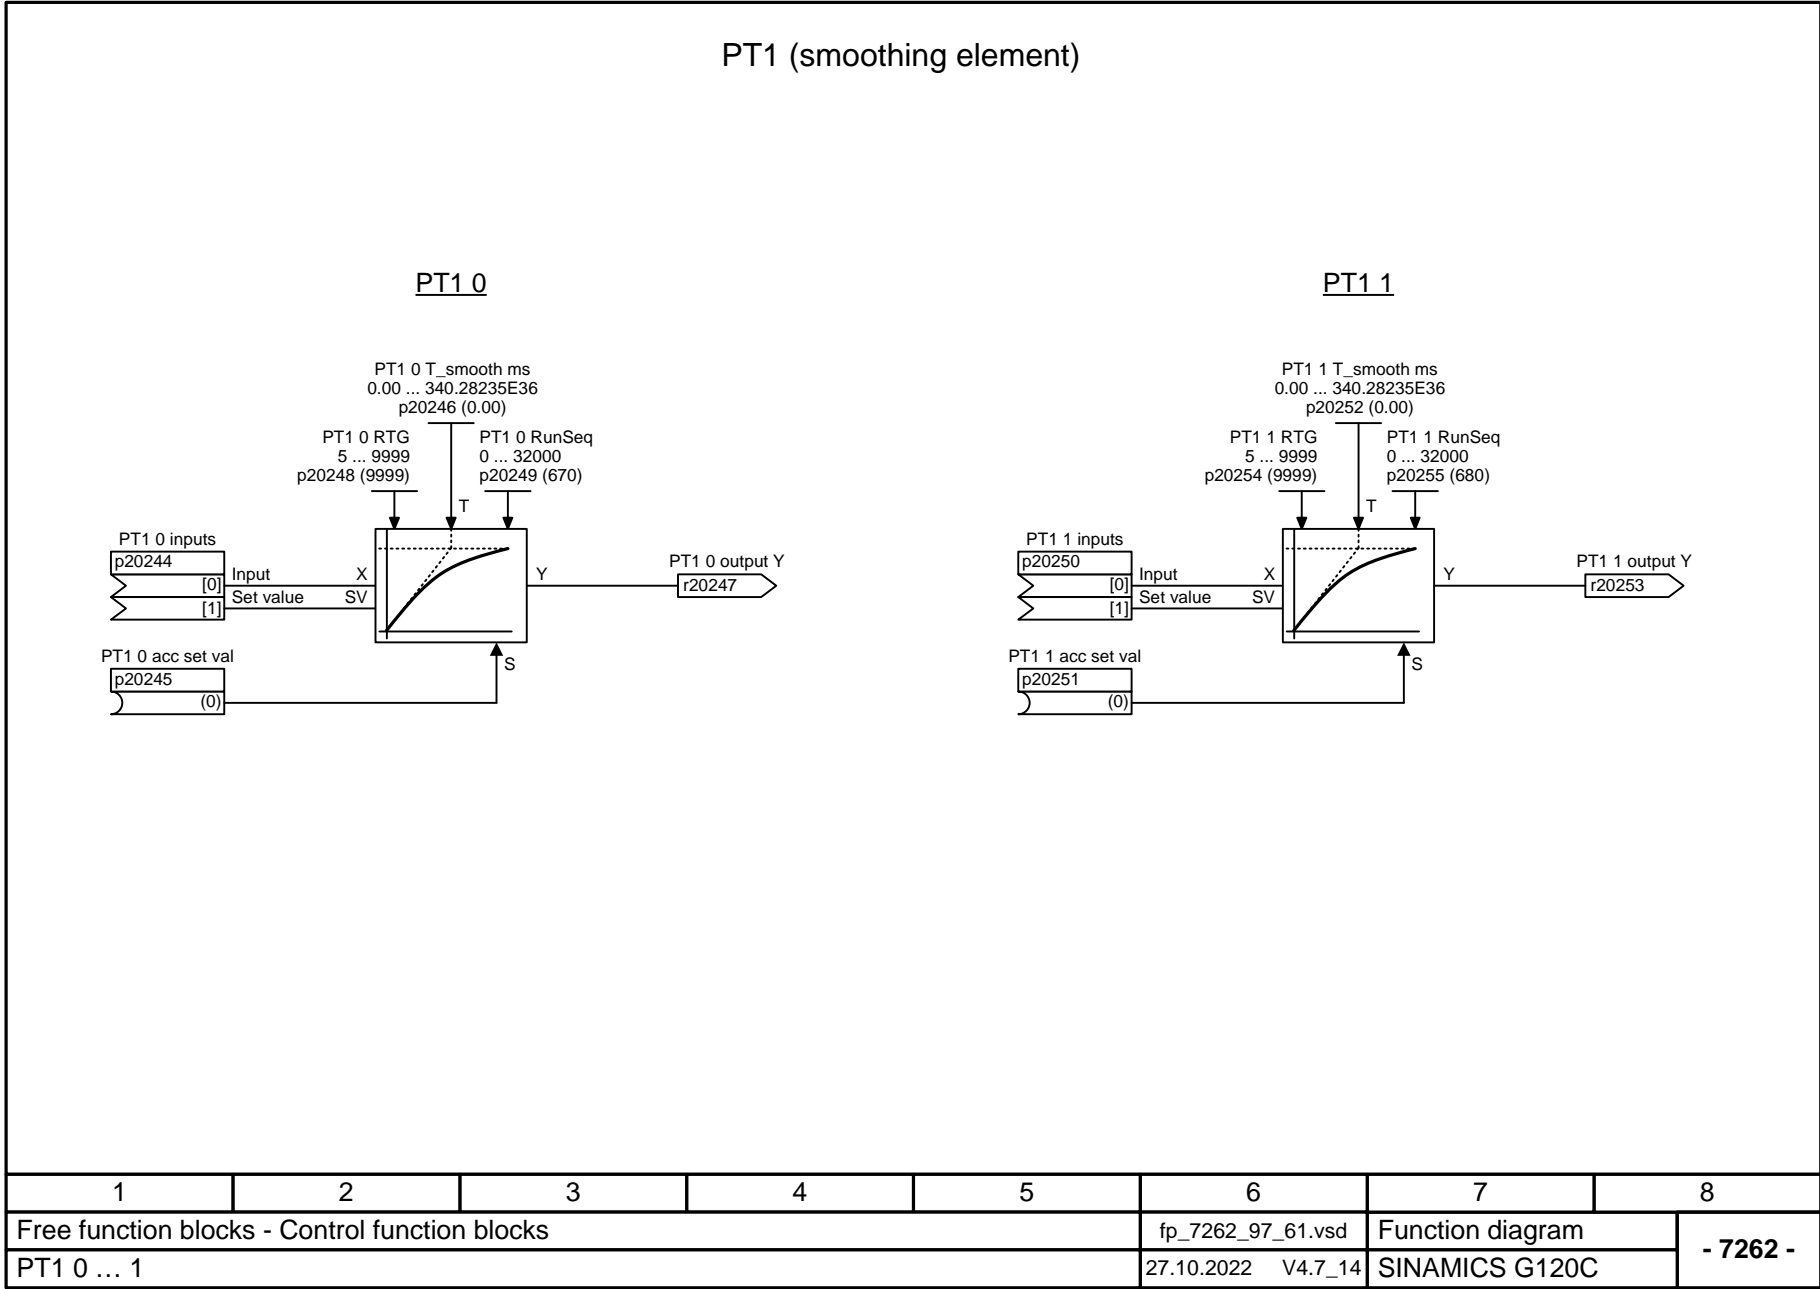 PT1 (smoothing element)
PT1 0
PT1 0 T_smooth ms
0.00 ... 340.28235E36
p20246 (0.00)
PT1 0 RTG
5 ... 9999
p20248 (9999)
PT1 0 RunSeq
0 ... 32000
p20249 (670)
T
PT1 0 inputs
p20244
[0]
[1]
Input X
Set value SV
Y
PT1 0 output Y
r20247
PT1 0 acc set val
p20245
(0)
S
PT1 1
PT1 1 T_smooth ms
0.00 ... 340.28235E36
p20252 (0.00)
PT1 1 RTG
5 ... 9999
p20254 (9999)
PT1 1 RunSeq
0 ... 32000
p20255 (680)
T
PT1 1 inputs
p20250
[0]
[1]
Input X
Set value SV
Y
PT1 1 output Y
r20253
PT1 1 acc set val
p20251
(0)
S
1 2 3 4 5 6 7 8
Free function blocks - Control function blocks
fp_7262_97_61.vsd
Function diagram
- 7262 -
PT1 0 … 1
27.10.2022 V4.7_14
SINAMICS G120C